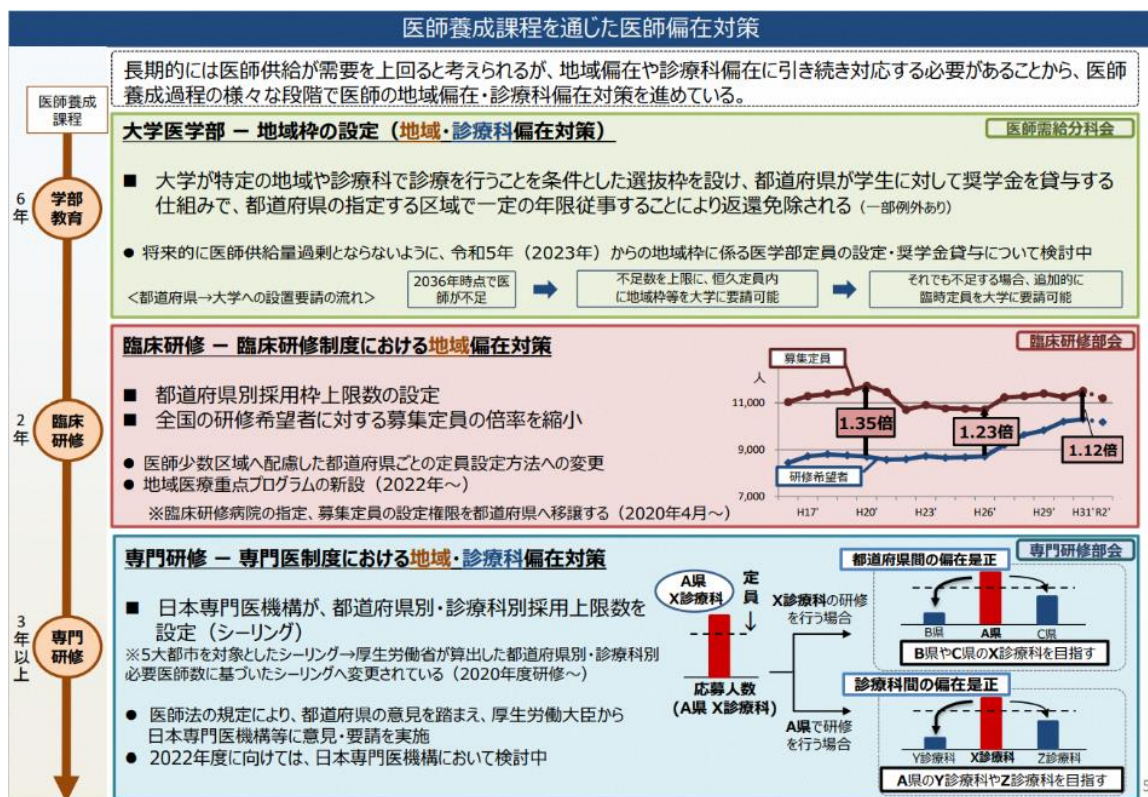 医師養成課程を通じた医師偏在対策
長期的には医師供給が需要を上回ると考えられるが、地域偏在や診療科偏在に引き続き対応する必要があることから、医師
養成過程の様々な段階で医師の地域偏在・診療科偏在対策を進めている。
医師養成
課程
6年
学部
教育
大学医学部 − 地域枠の設定（地域・診療科偏在対策）
医師需給分科会
■ 大学が特定の地域や診療科で診療を行うことを条件とした選抜枠を設け、都道府県が学生に対して奨学金を貸与する
仕組みで、都道府県の指定する区域で一定の年限従事することにより返還免除される（一部例外あり）
● 将来的に医師供給量過剰とならないように、令和5年（2023年）からの地域枠に係る医学部定員の設定・奨学金貸与について検討中
＜都道府県→大学への設置要請の流れ＞
2036年時点で医
師が不足
不足数を上限に、恒久定員内
に地域枠等を大学に要請可能
それでも不足する場合、追加的に
臨時定員を大学に要請可能
2年
臨床
研修
臨床研修 − 臨床研修制度における地域偏在対策
臨床研修部会
■ 都道府県別採用枠上限数の設定
■ 全国の研修希望者に対する募集定員の倍率を縮小
● 医師少数区域へ配慮した都道府県ごとの定員設定方法への変更
● 地域医療重点プログラムの新設（2022年～）
※臨床研修病院の指定、募集定員の設定権限を都道府県へ移譲する（2020年4月～）
募集定員
人
11,000
9,000
7,000
1.35倍
1.23倍
1.12倍
研修希望者
H17' H20' H23' H26' H29' H31' R2'
3年以上
専門
研修
専門研修 − 専門医制度における地域・診療科偏在対策
専門研修部会
■ 日本専門医機構が、都道府県別・診療科別採用上限数を
設定（シーリング）
※5大都市を対象としたシーリング→厚生労働省が算出した都道府県別・診療科別
必要医師数に基づいたシーリングへ変更されている（2020年度研修～）
● 医師法の規定により、都道府県の意見を踏まえ、厚生労働大臣から
日本専門医機構等に意見・要請を実施
● 2022年度に向けては、日本専門医機構において検討中
A県
X診療科
定員↓
応募人数
(A県 X診療科)
X診療科の研修
を行う場合
A県で研修
を行う場合
都道府県間の偏在是正
B県 A県 C県
B県やC県のX診療科を目指す
診療科間の偏在是正
Y診療科 X診療科 Z診療科
A県のY診療科やZ診療科を目指す